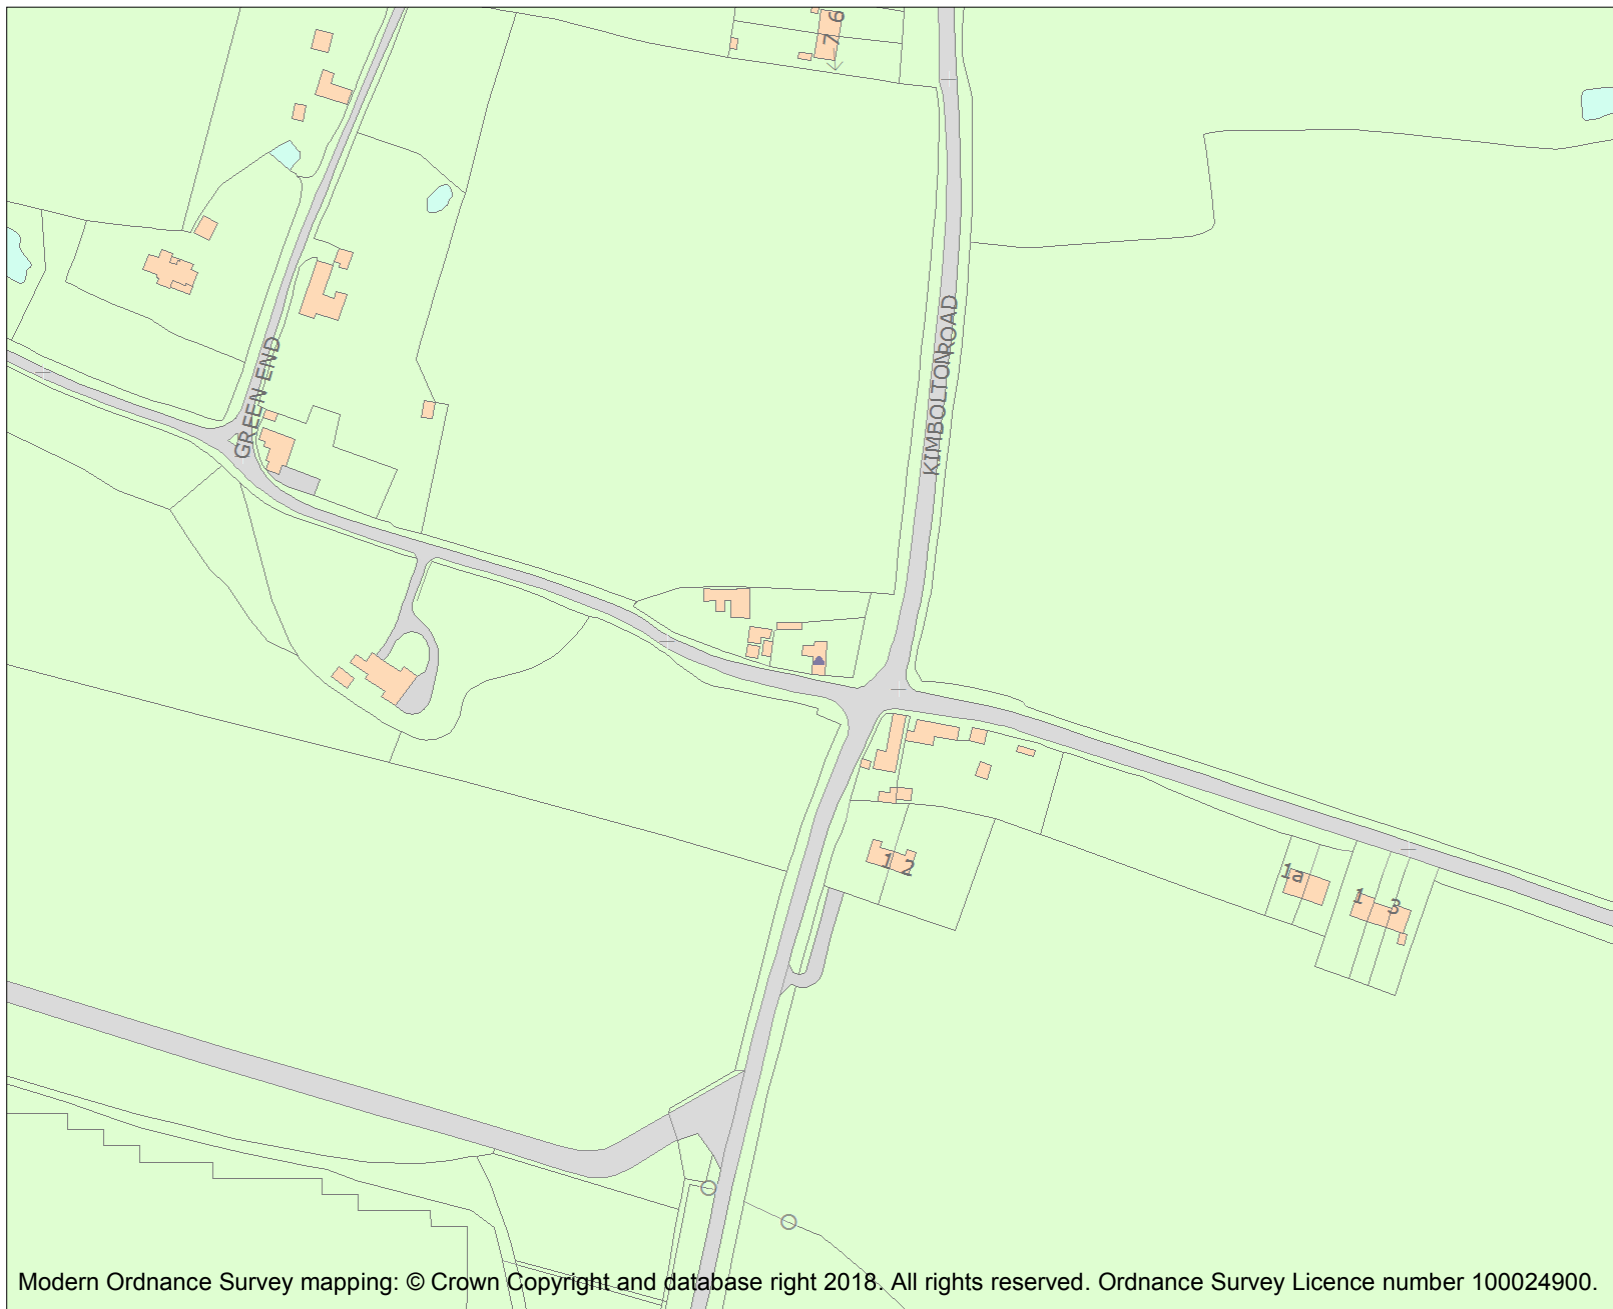 7 6
GREEN END
KIMBOLTON ROAD
1 2
1a
1 3
Modern Ordnance Survey mapping: © Crown Copyright and database right 2018. All rights reserved. Ordnance Survey Licence number 100024900.